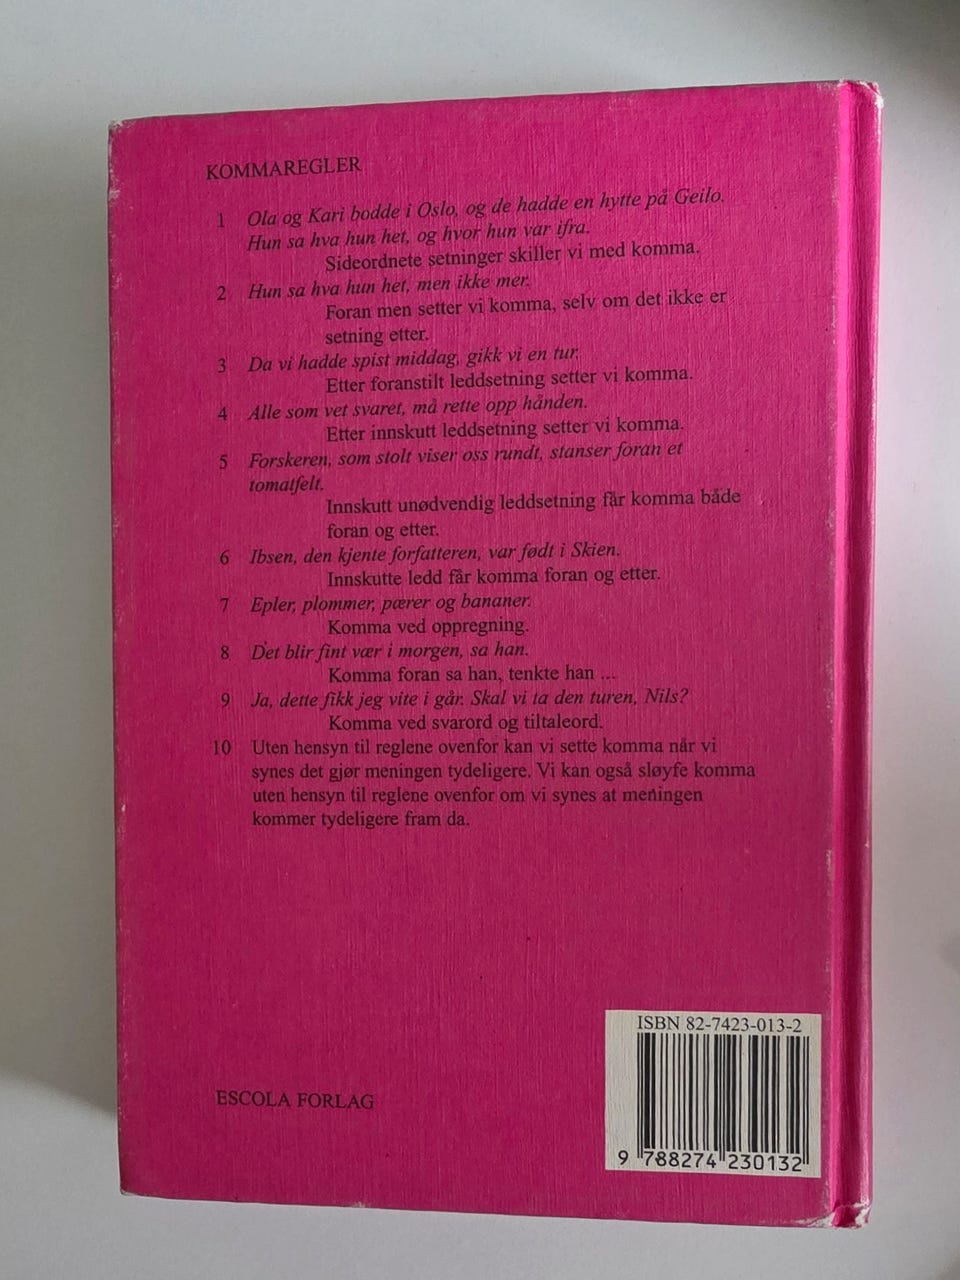 KOMMAREGLER
1 Ola og Kari bodde i Oslo, og de hadde en hytte på Geilo.
Hun sa hva hun het, og hvor hun var ifra.
Sideordnete setninger skiller vi med komma.
2 Hun sa hva hun het, men ikke mer.
Foran men setter vi komma, selv om det ikke er
setning etter.
3 Da vi hadde spist middag, gikk vi en tur.
Etter foranstilt leddsetning setter vi komma.
4 Alle som vet svaret, må rette opp hånden.
Etter innskutt leddsetning setter vi komma.
5 Forskeren, som stolt viser oss rundt, stanser foran et
tomatfelt.
Innskutt unødvendig leddsetning får komma både
foran og etter.
6 Ibsen, den kjente forfatteren, var født i Skien.
Innskutte ledd får komma foran og etter.
7 Epler, plommer, pærer og bananer.
Komma ved oppregning.
8 Det blir fint vær i morgen, sa han.
Komma foran sa han, tenkte han ...
9 Ja, dette fikk jeg vite i går. Skal vi ta den turen, Nils?
Komma ved svarord og tiltaleord.
10 Uten hensyn til reglene ovenfor kan vi sette komma når vi
synes det gjør meningen tydeligere. Vi kan også sløyfe komma
uten hensyn til reglene ovenfor om vi synes at meningen
kommer tydeligere fram da.
ESCOLA FORLAG
ISBN 82-7423-013-2
9 788274 230132